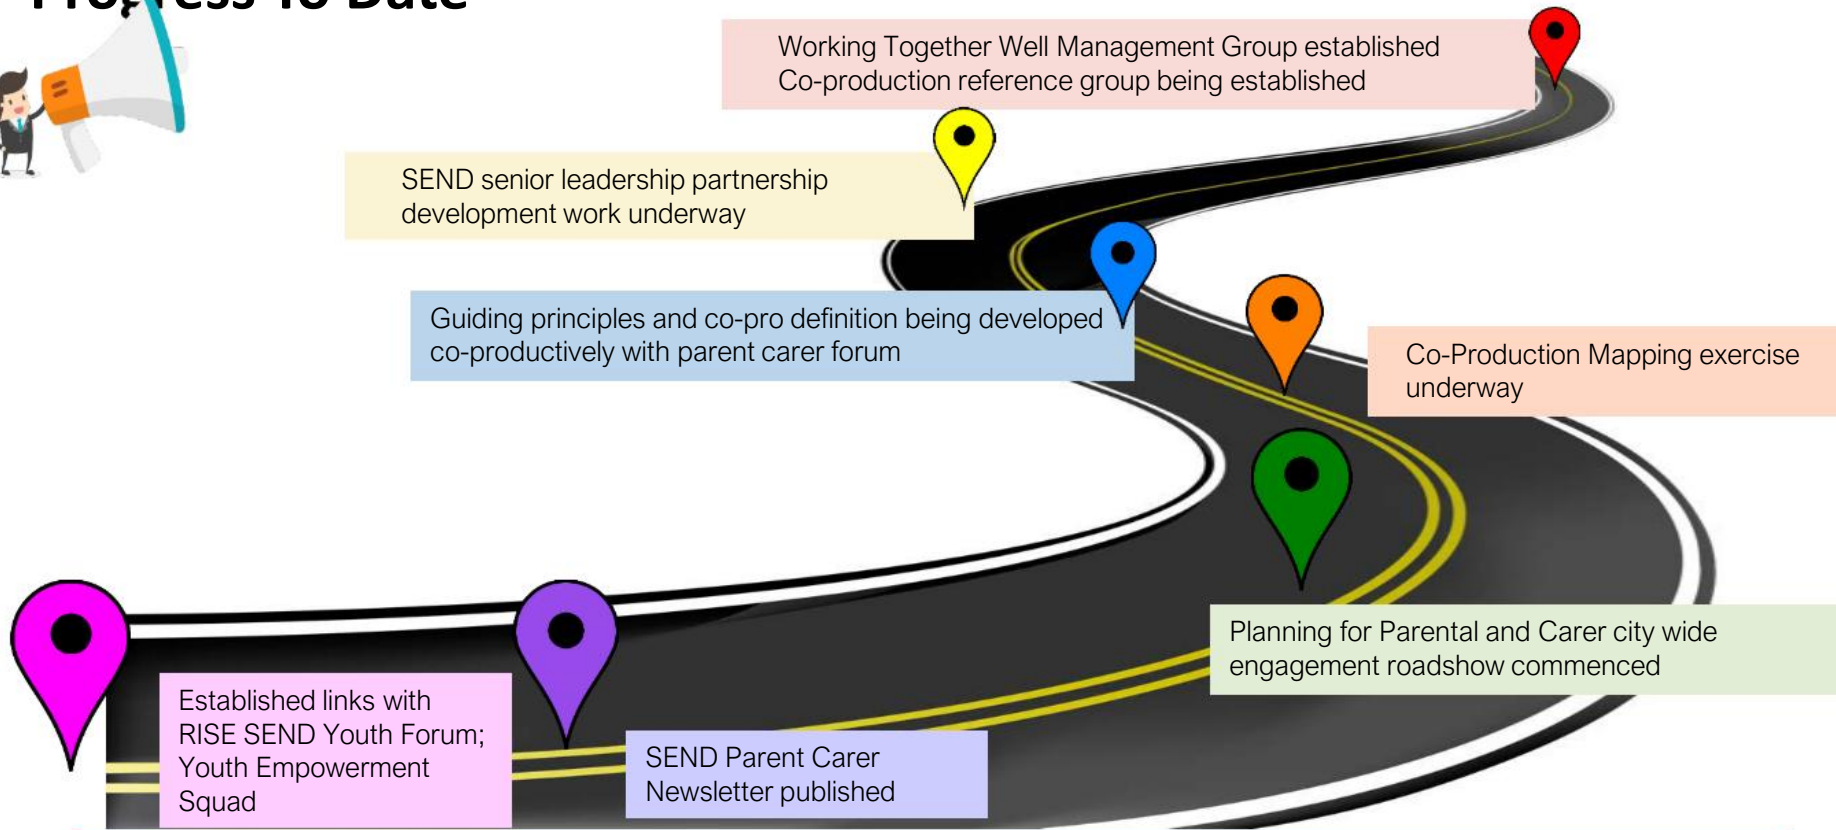 Progress To Date
Working Together Well Management Group established
Co-production reference group being established
SEND senior leadership partnership
development work underway
Guiding principles and co-pro definition being developed
co-productively with parent carer forum
Co-Production Mapping exercise
underway
Planning for Parental and Carer city wide
engagement roadshow commenced
Established links with
RISE SEND Youth Forum;
Youth Empowerment
Squad
SEND Parent Carer
Newsletter published